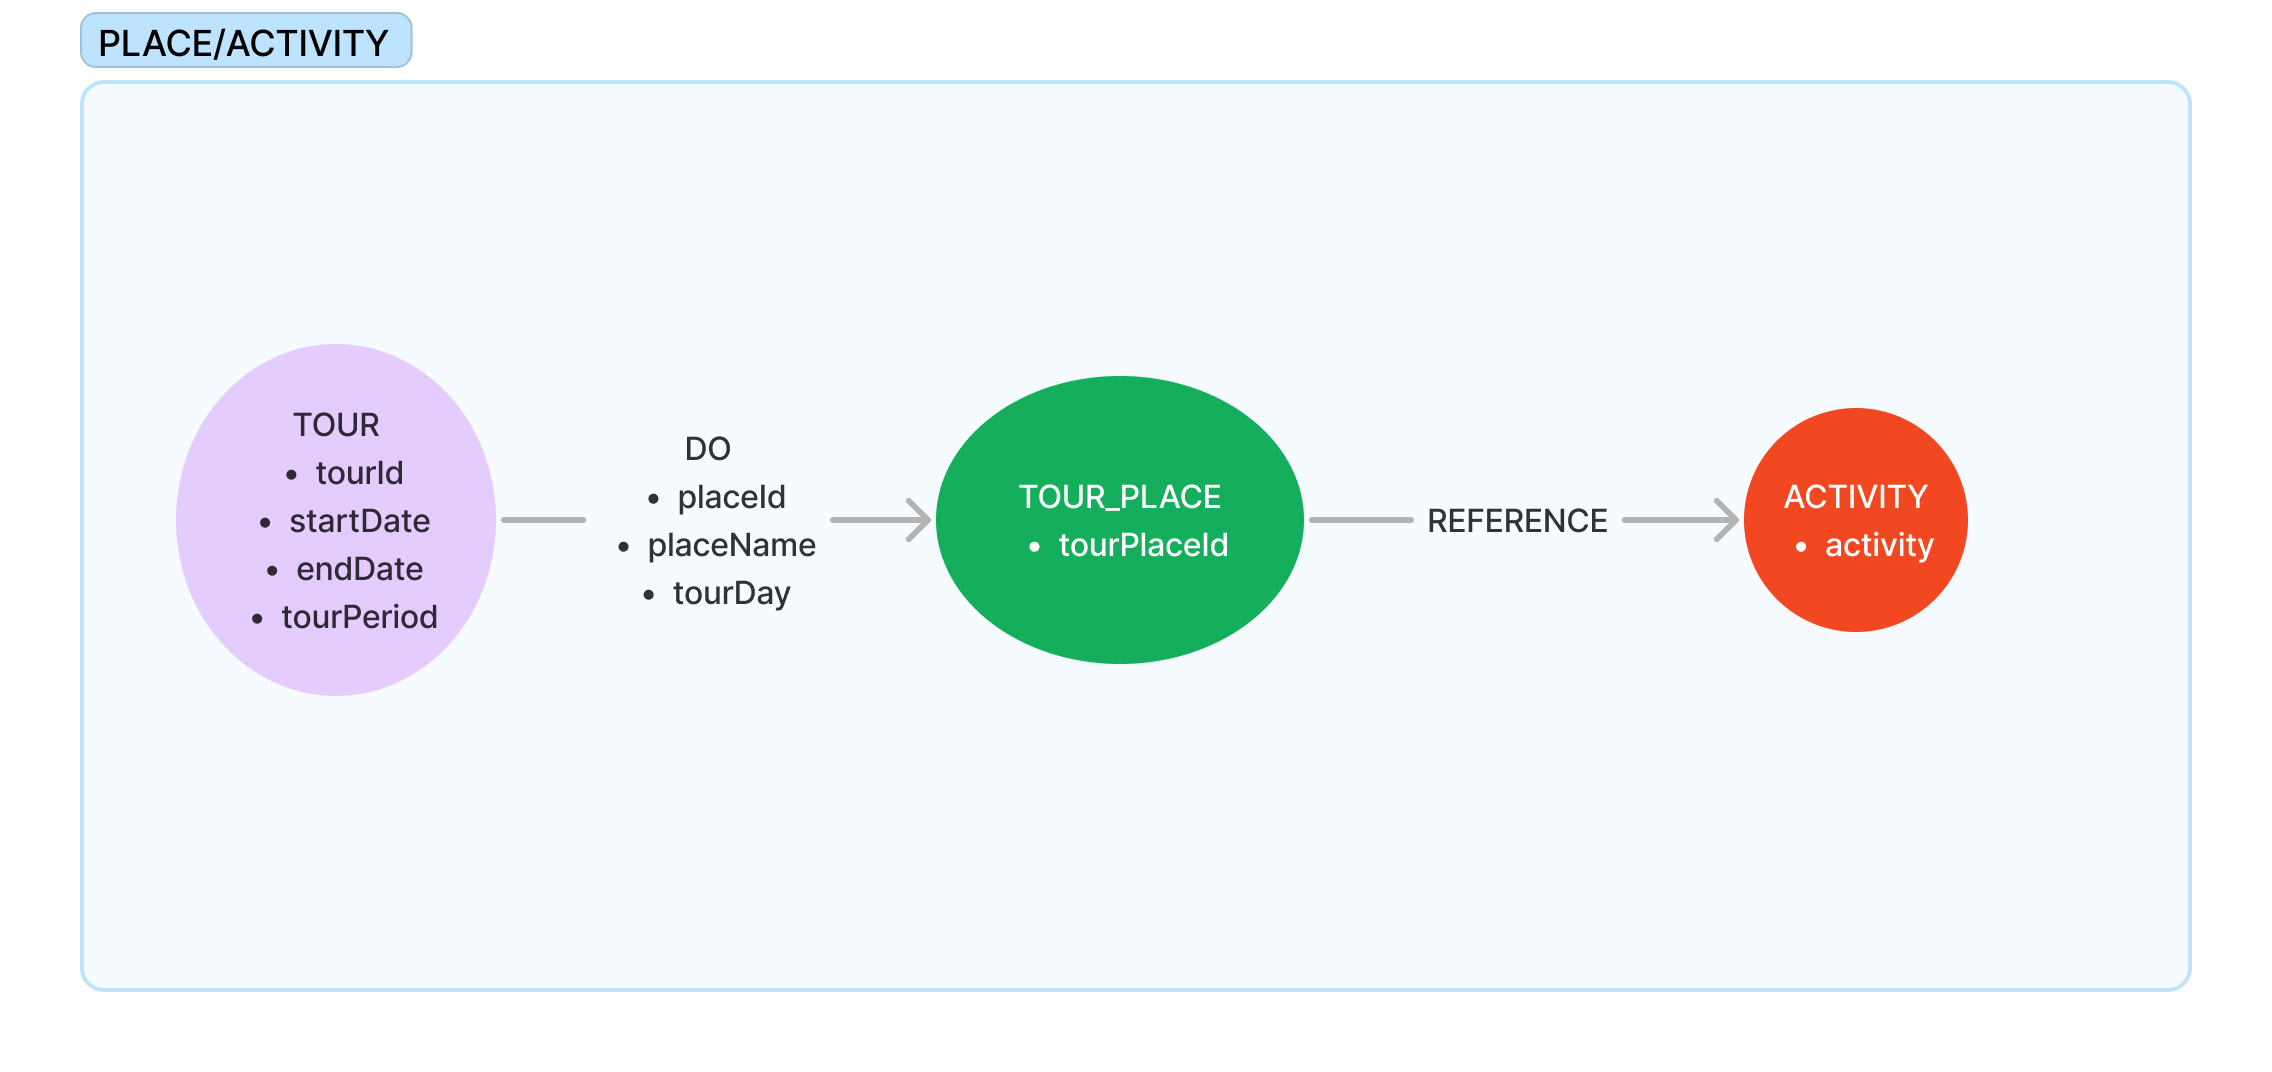 PLACE/ACTIVITY
TOUR
• tourId
• startDate
• endDate
• tourPeriod
DO
• placeId
• placeName
• tourDay
TOUR_PLACE
• tourPlaceId
REFERENCE
ACTIVITY
• activity